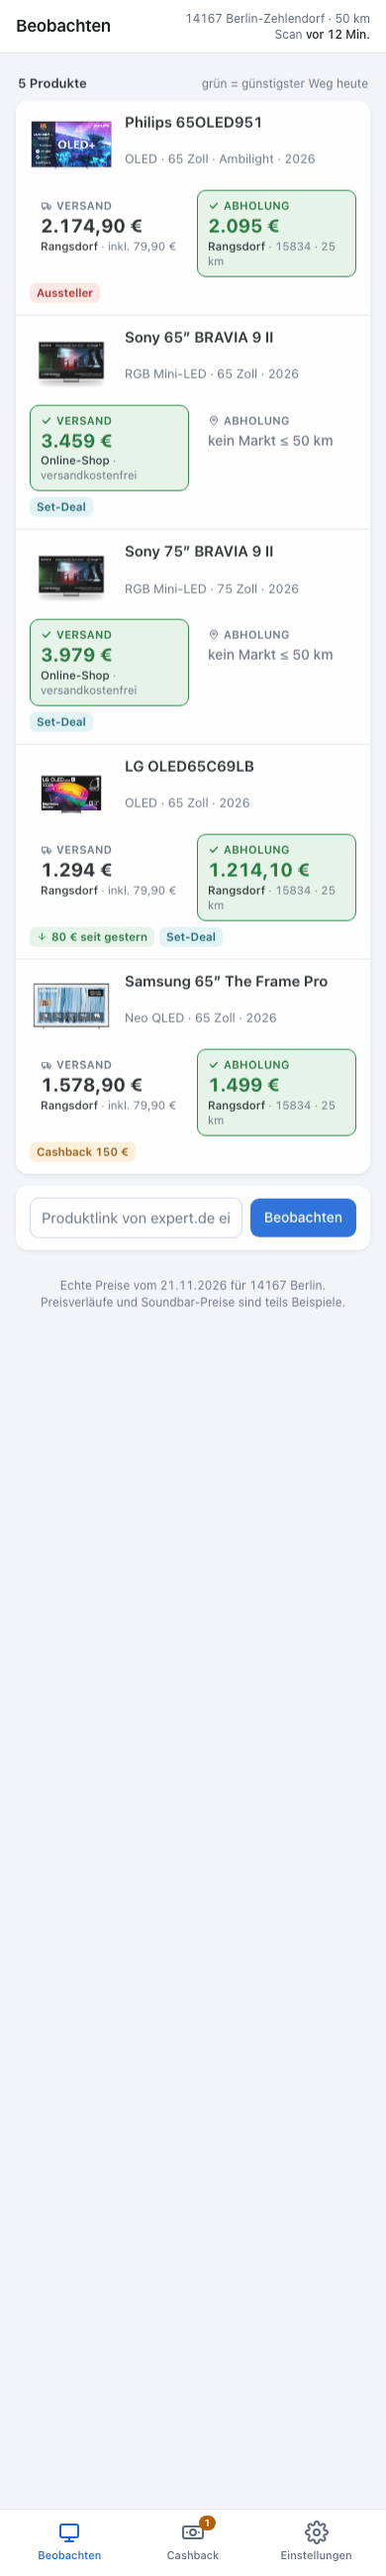 Beobachten
14167 Berlin-Zehlendorf · 50 km
Scan vor 12 Min.
5 Produkte
grün = günstigster Weg heute
OLED+
Philips 65OLED951
OLED · 65 Zoll · Ambilight · 2026
VERSAND
2.174,90 €
Rangsdorf · inkl. 79,90 €
ABHOLUNG
2.095 €
Rangsdorf · 15834 · 25
km
Aussteller
Sony 65″ BRAVIA 9 II
RGB Mini-LED · 65 Zoll · 2026
VERSAND
3.459 €
Online-Shop ·
versandkostenfrei
ABHOLUNG
kein Markt ≤ 50 km
Set-Deal
Sony 75″ BRAVIA 9 II
RGB Mini-LED · 75 Zoll · 2026
VERSAND
3.979 €
Online-Shop ·
versandkostenfrei
ABHOLUNG
kein Markt ≤ 50 km
Set-Deal
LG OLED65C69LB
OLED · 65 Zoll · 2026
VERSAND
1.294 €
Rangsdorf · inkl. 79,90 €
ABHOLUNG
1.214,10 €
Rangsdorf · 15834 · 25
km
↓ 80 € seit gestern
Set-Deal
Samsung 65″ The Frame Pro
Neo QLED · 65 Zoll · 2026
VERSAND
1.578,90 €
Rangsdorf · inkl. 79,90 €
ABHOLUNG
1.499 €
Rangsdorf · 15834 · 25
km
Cashback 150 €
Produktlink von expert.de ei
Beobachten
Echte Preise vom 21.11.2026 für 14167 Berlin.
Preisverläufe und Soundbar-Preise sind teils Beispiele.
1
Beobachten
Cashback
Einstellungen